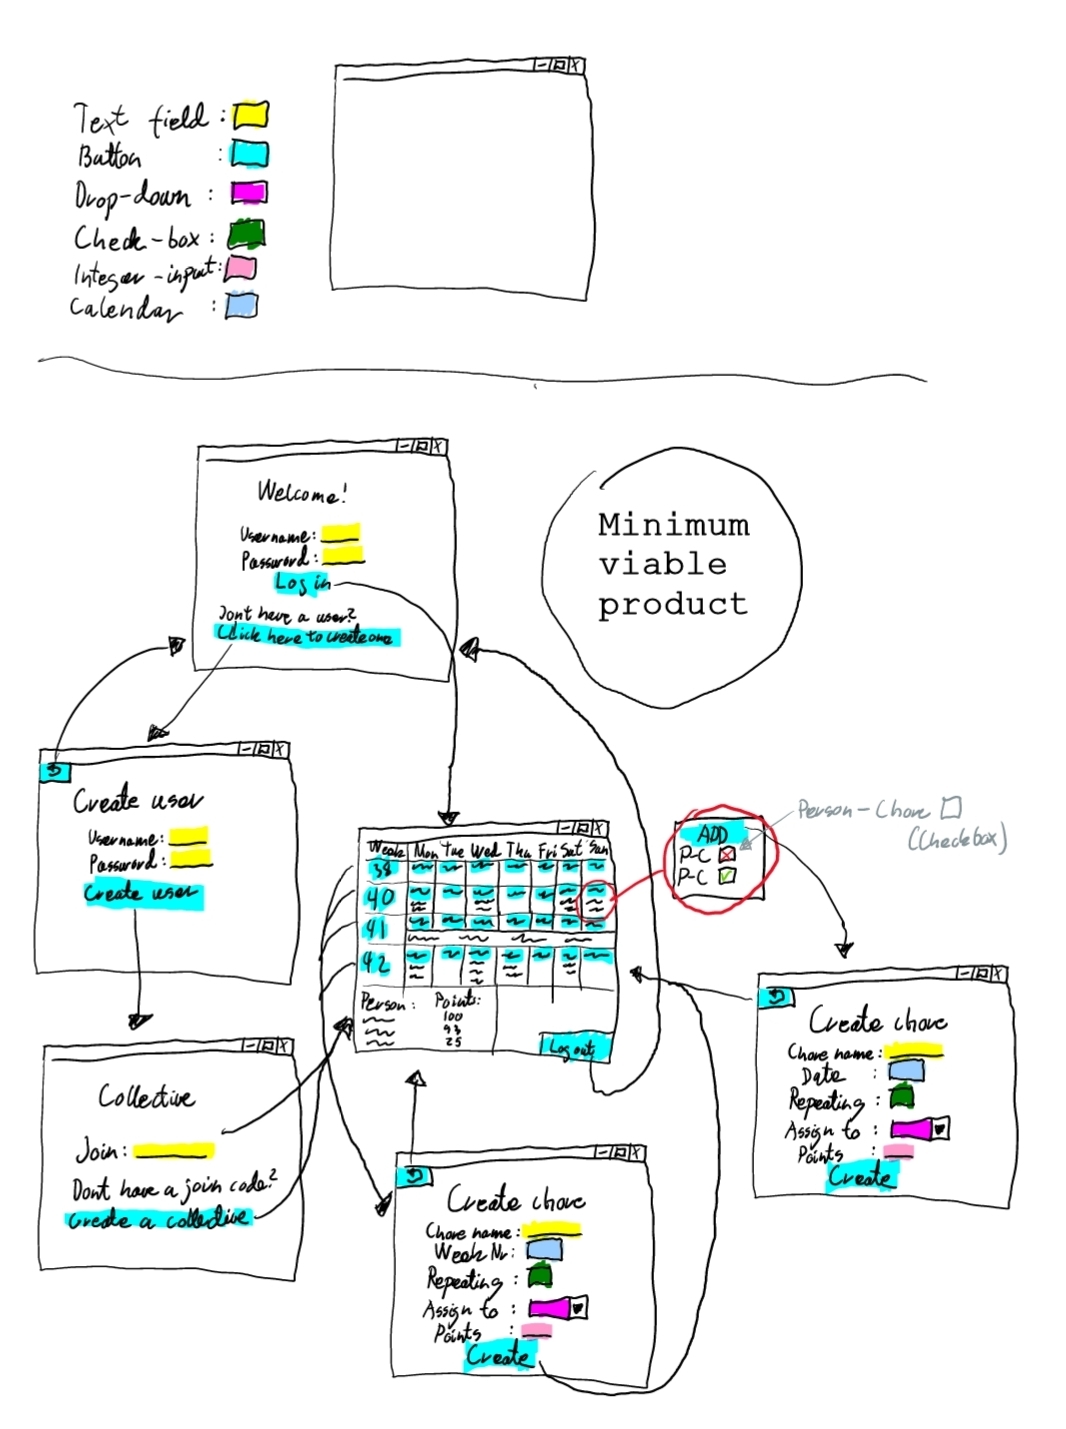 Text field :
Button :
Drop-down :
Check-box :
Integer-input :
Calendar :
Welcome!
Username:
Password:
Log in
Dont have a user?
Click here to create one
Minimum
viable
product
Create user
Username:
Password:
Create user
Collective
Join:
Dont have a join code?
Create a collective
Week Mon Tue Wed Thu Fri Sat Sun
38
40
41
42
Person: Points:
100
93
25
Log out
ADD
P-C
P-C
Person-Chore
(Checkbox)
Create chore
Chore name:
Date :
Repeating :
Assign to :
Points :
Create
Create chore
Chore name:
Week Nr:
Repeating :
Assign to :
Points :
Create